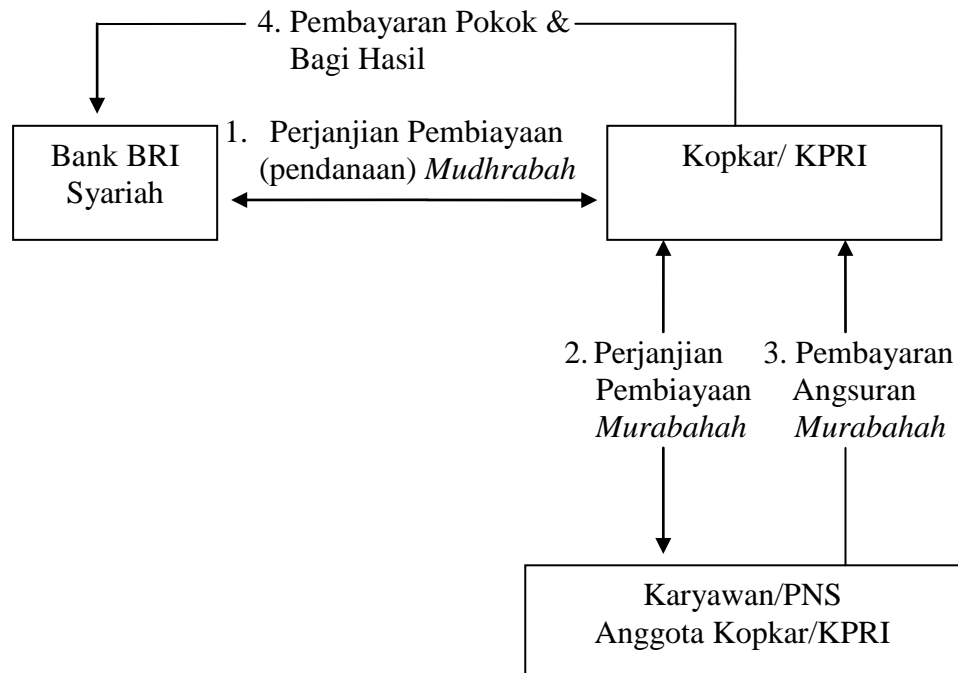 4. Pembayaran Pokok &
Bagi Hasil
Bank BRI
Syariah
1. Perjanjian Pembiayaan
(pendanaan) Mudhrabah
Kopkar/ KPRI
2. Perjanjian
Pembiayaan
Murabahah
3. Pembayaran
Angsuran
Murabahah
Karyawan/PNS
Anggota Kopkar/KPRI